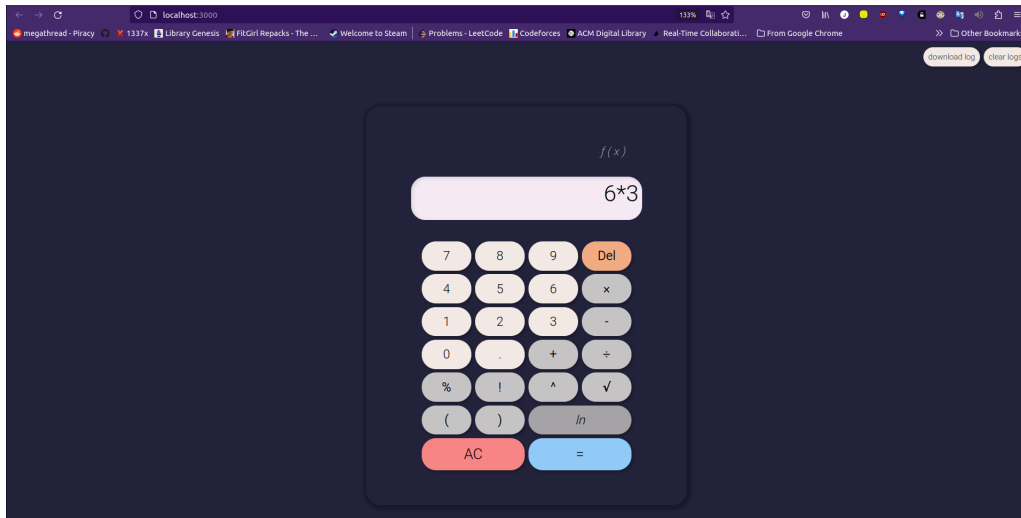 localhost:3000 133%
megathread - Piracy 1337x Library Genesis FitGirl Repacks - The ... Welcome to Steam Problems - LeetCode Codeforces ACM Digital Library Real-Time Collaborati... From Google Chrome Other Bookmark
download log clear logs
f(x)
6*3
7 8 9 Del
4 5 6 ×
1 2 3 -
0 . + ÷
% ! ^ √
( ) ln
AC =